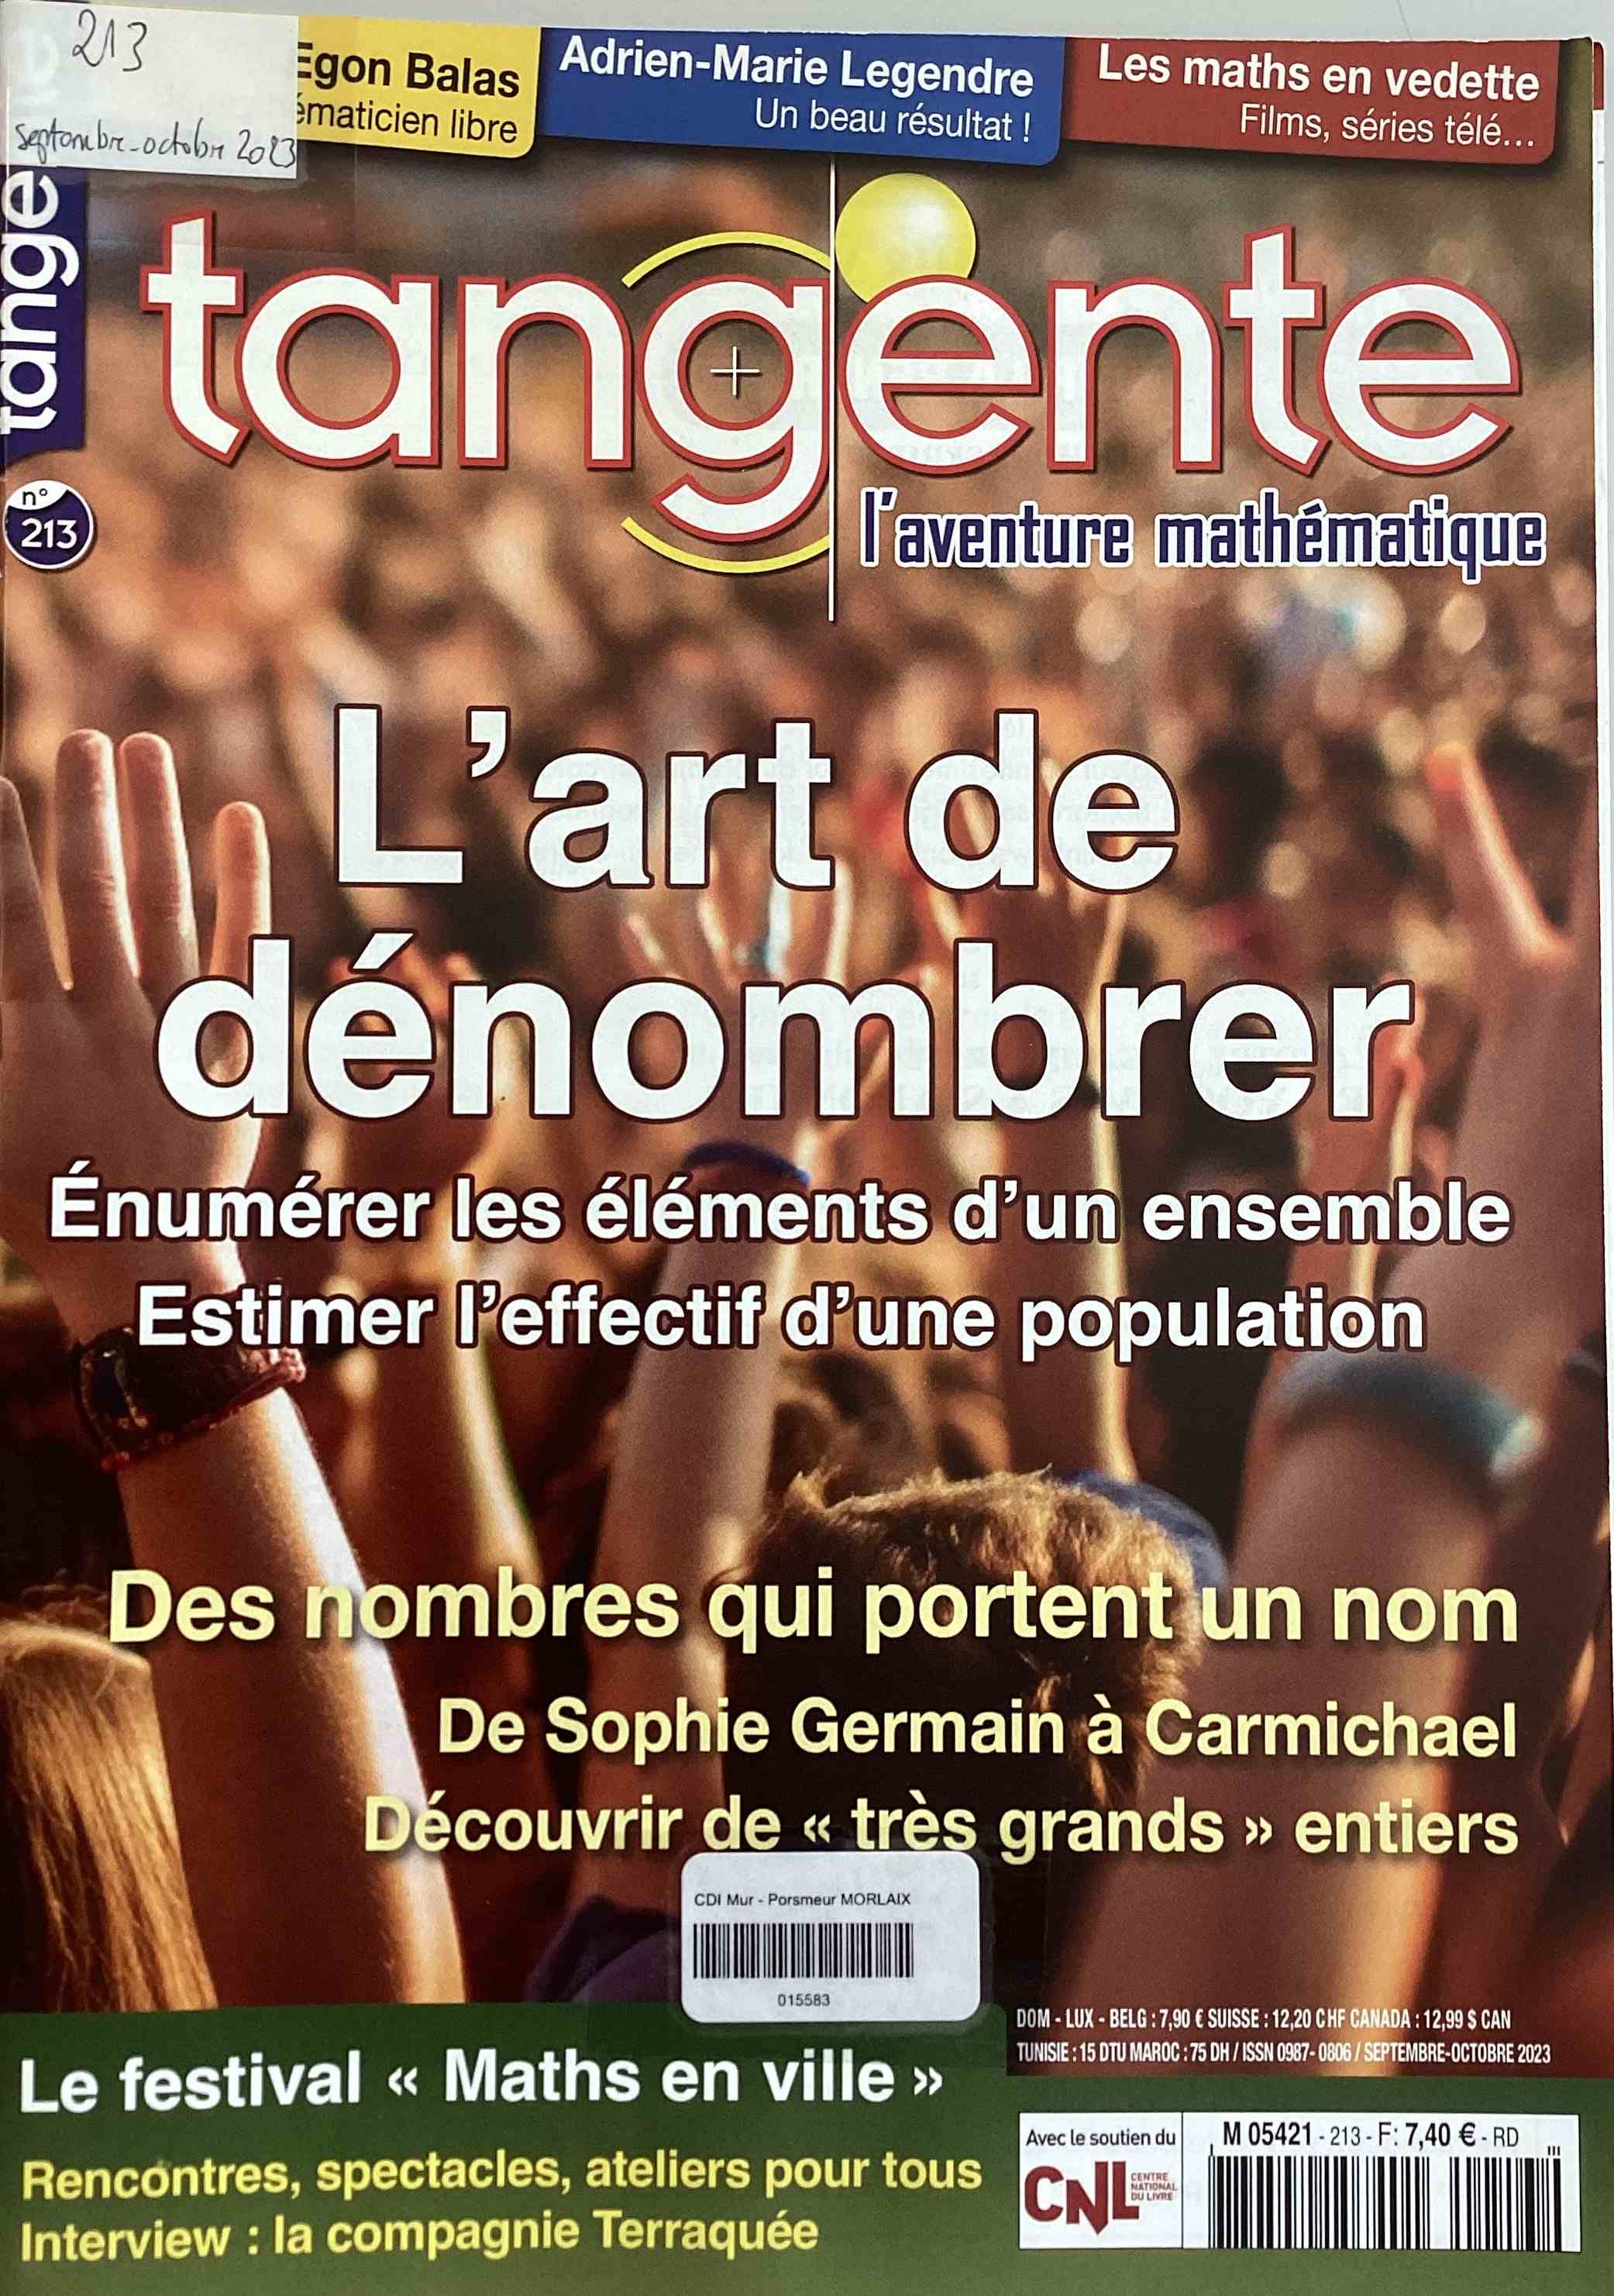 213
septembre-octobre 2023
Egon Balas
ématicien libre
Adrien-Marie Legendre
Un beau résultat !
Les maths en vedette
Films, séries télé...
tange
n°
213
tangente
l'aventure mathématique
L'art de
dénombrer
Énumérer les éléments d'un ensemble
Estimer l'effectif d'une population
Des nombres qui portent un nom
De Sophie Germain à Carmichael
Découvrir de « très grands » entiers
CDI Mur - Porsmeur MORLAIX
015583
DOM - LUX - BELG : 7,90 € SUISSE : 12,20 CHF CANADA : 12,99 $ CAN
TUNISIE : 15 DTU MAROC : 75 DH / ISSN 0987- 0806 / SEPTEMBRE-OCTOBRE 2023
Le festival « Maths en ville »
Rencontres, spectacles, ateliers pour tous
Interview : la compagnie Terraquée
Avec le soutien du
CNL
CENTRE
NATIONAL
DU LIVRE
M 05421 - 213 - F: 7,40 € - RD